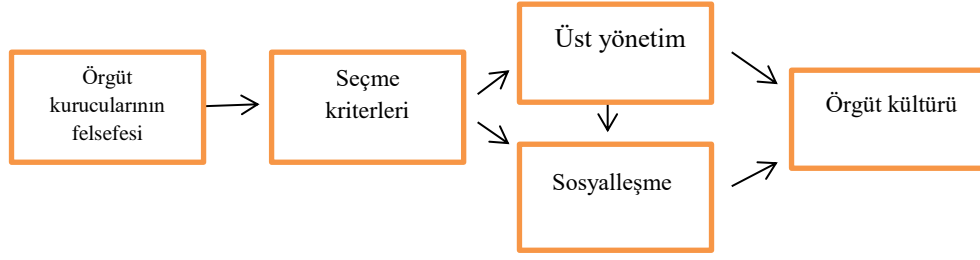 Örgüt
kurucularının
felsefesi
Seçme
kriterleri
Üst yönetim
Sosyalleşme
Örgüt kültürü